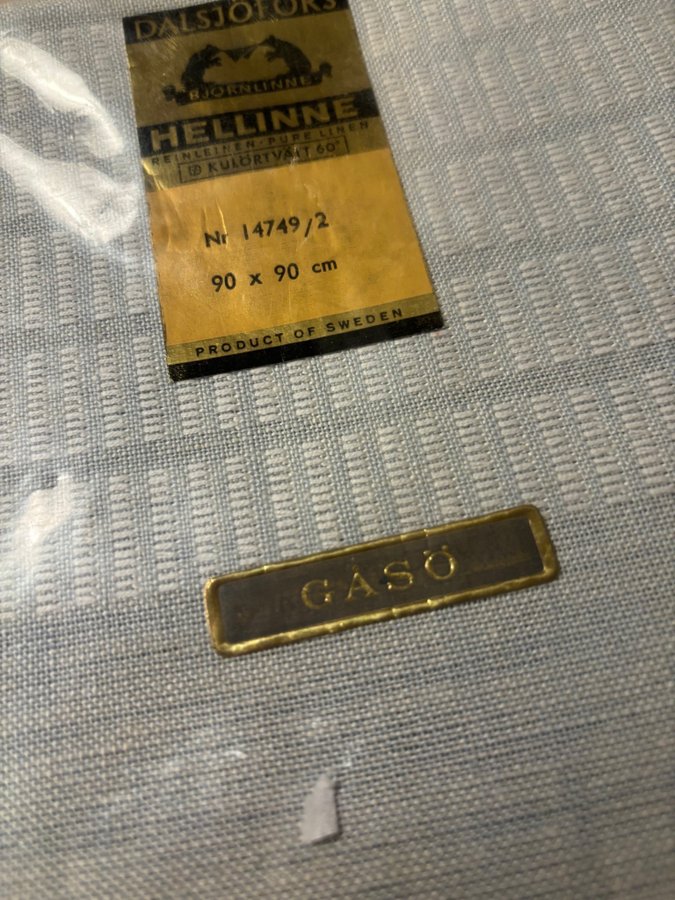 DALSJÖFORS
BJÖRNLINNE
HELLINNE
REINLEINEN · PURE LINEN
KULÖRTVÄTT 60°
Nr 14749/2
90 x 90 cm
PRODUCT OF SWEDEN
GÅSÖ